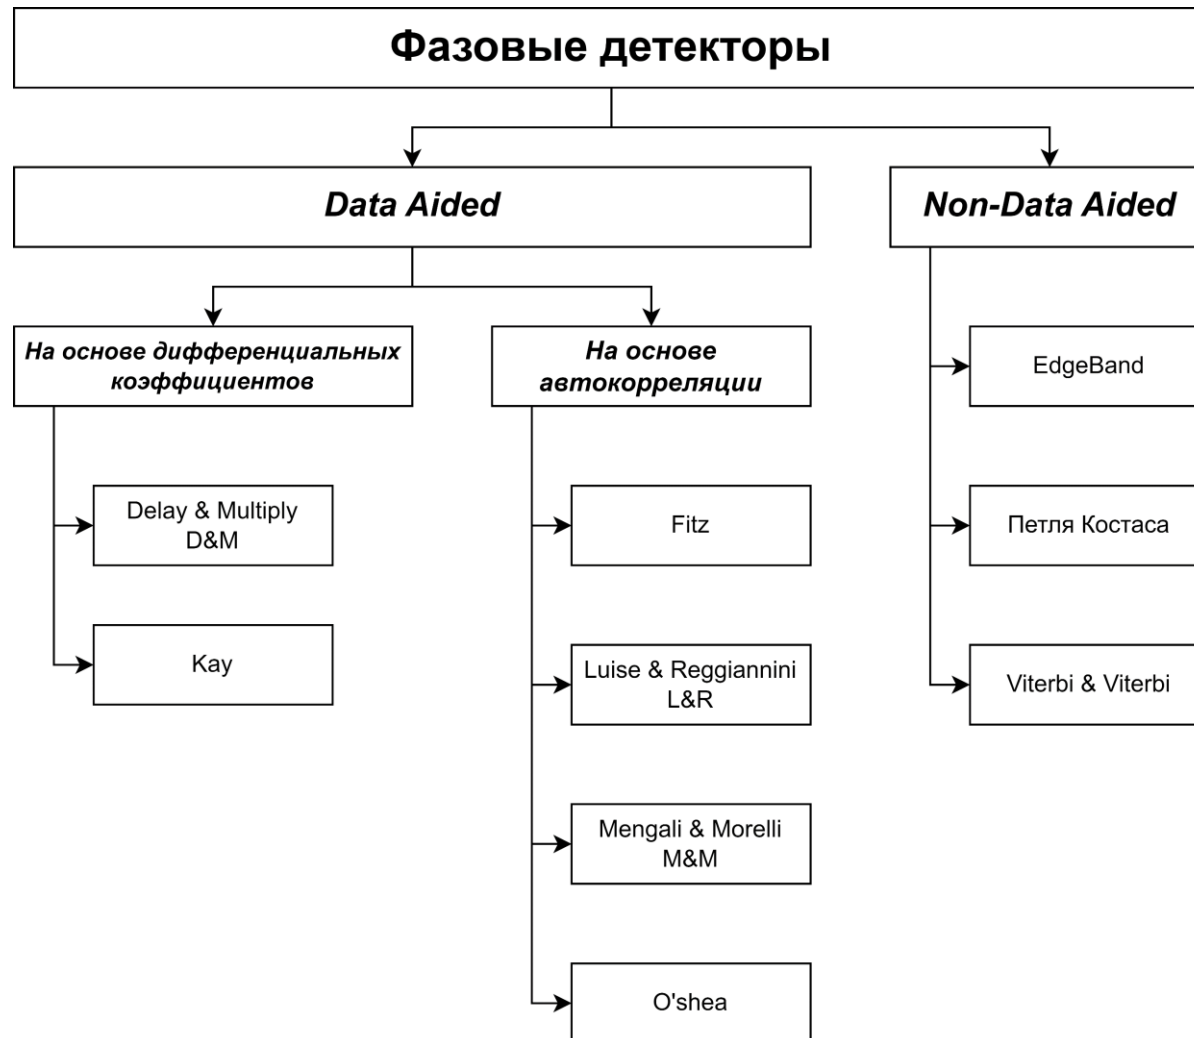 Фазовые детекторы
Data Aided
Non-Data Aided
На основе дифференциальных
коэффициентов
На основе
автокорреляции
EdgeBand
Delay & Multiply
D&M
Fitz
Петля Костаса
Kay
Luise & Reggiannini
L&R
Viterbi & Viterbi
Mengali & Morelli
M&M
O'shea